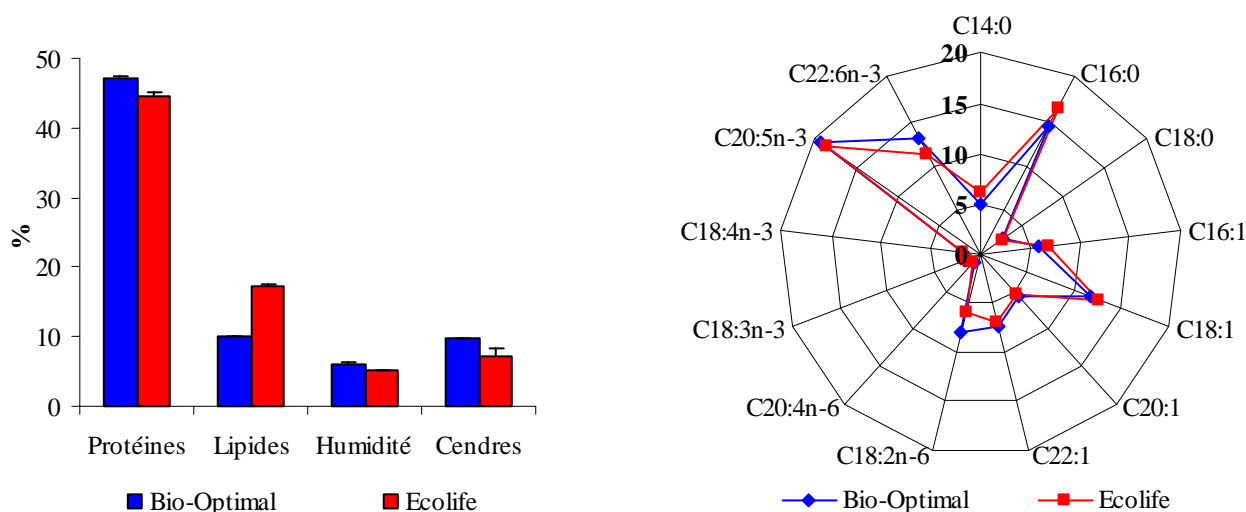 50
40
30
20
10
0
%
Protéines Lipides Humidité Cendres
Bio-Optimal Ecolife
C14:0
C16:0
C18:0
C16:1
C18:1
C20:1
C22:1
C18:2n-6
C20:4n-6
C18:3n-3
C18:4n-3
C20:5n-3
C22:6n-3
20
15
10
5
0
Bio-Optimal Ecolife